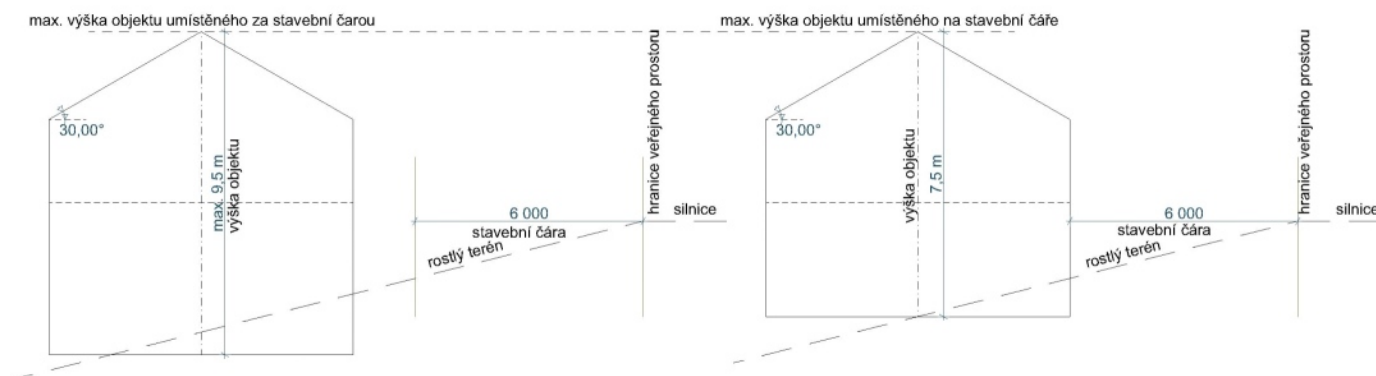 max. výška objektu umístěného za stavební čarou
30,00°
max. 9,5 m
výška objektu
6 000
stavební čára
rostlý terén
hranice veřejného prostoru
silnice
max. výška objektu umístěného na stavební čáře
30,00°
výška objektu
7,5 m
6 000
stavební čára
rostlý terén
hranice veřejného prostoru
silnice